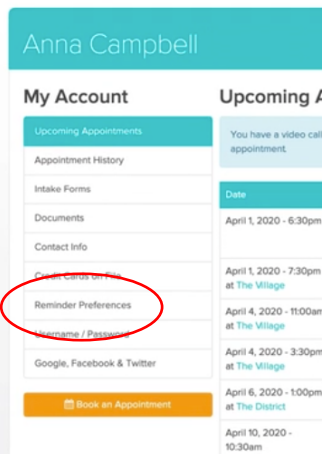 Anna Campbell
My Account
Upcoming Appointments
Appointment History
Intake Forms
Documents
Contact Info
Credit Cards on File
Reminder Preferences
Username / Password
Google, Facebook & Twitter
Book an Appointment
Upcoming A
You have a video call
appointment.
Date
April 1, 2020 - 6:30pm
April 1, 2020 - 7:30pm
at The Village
April 4, 2020 - 11:00am
at The Village
April 4, 2020 - 3:30pm
at The Village
April 6, 2020 - 1:00pm
at The District
April 10, 2020 -
10:30am